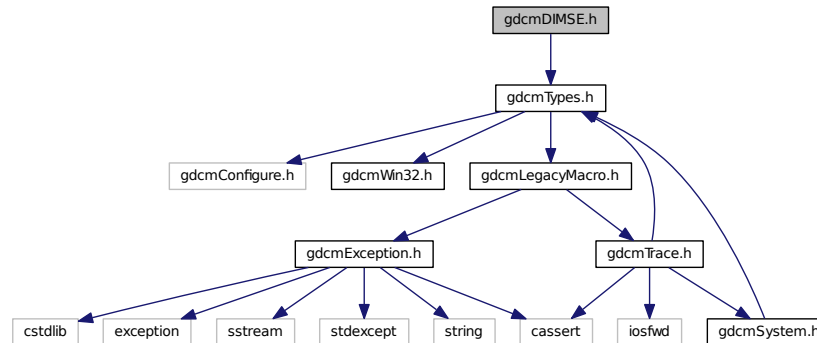 gdcmDIMSE.h
gdcmTypes.h
gdcmConfigure.h
gdcmWin32.h
gdcmLegacyMacro.h
gdcmException.h
gdcmTrace.h
cstdlib
exception
sstream
stdexcept
string
cassert
iosfwd
gdcmSystem.h